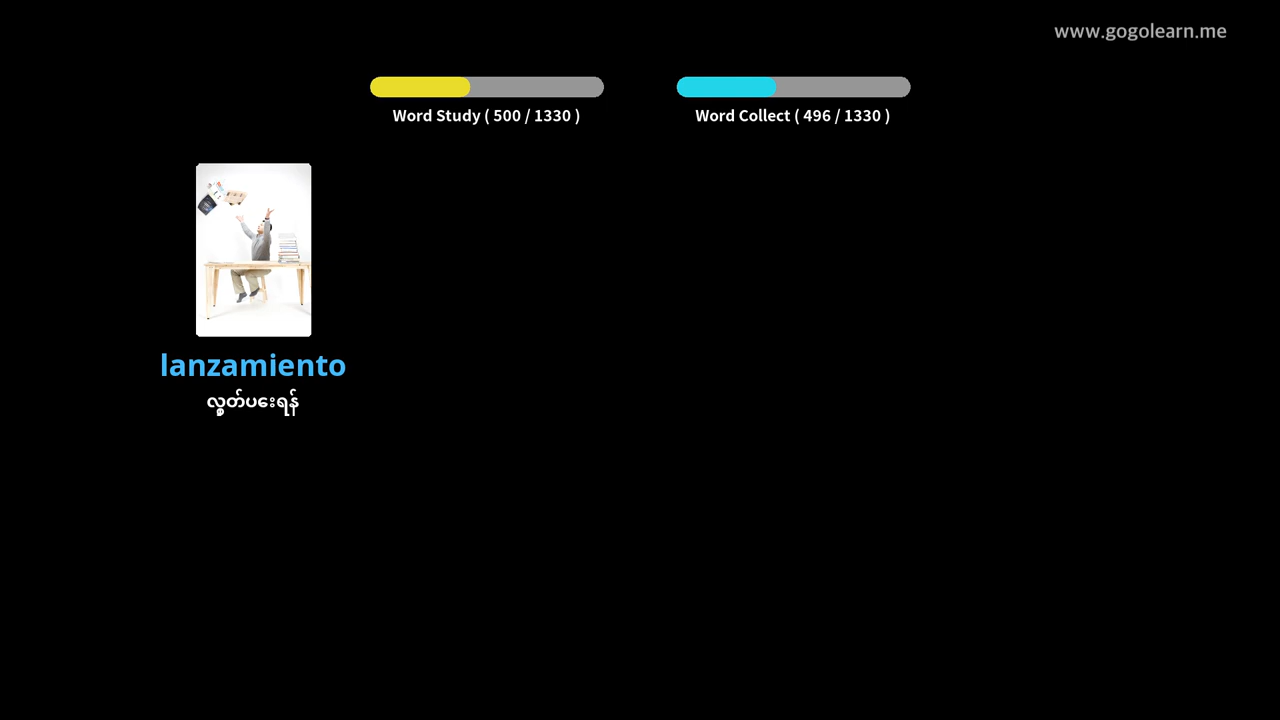 www.gogolearn.me
Word Study ( 500 / 1330 )
Word Collect ( 496 / 1330 )
lanzamiento
လွှတ်ပေးရန်